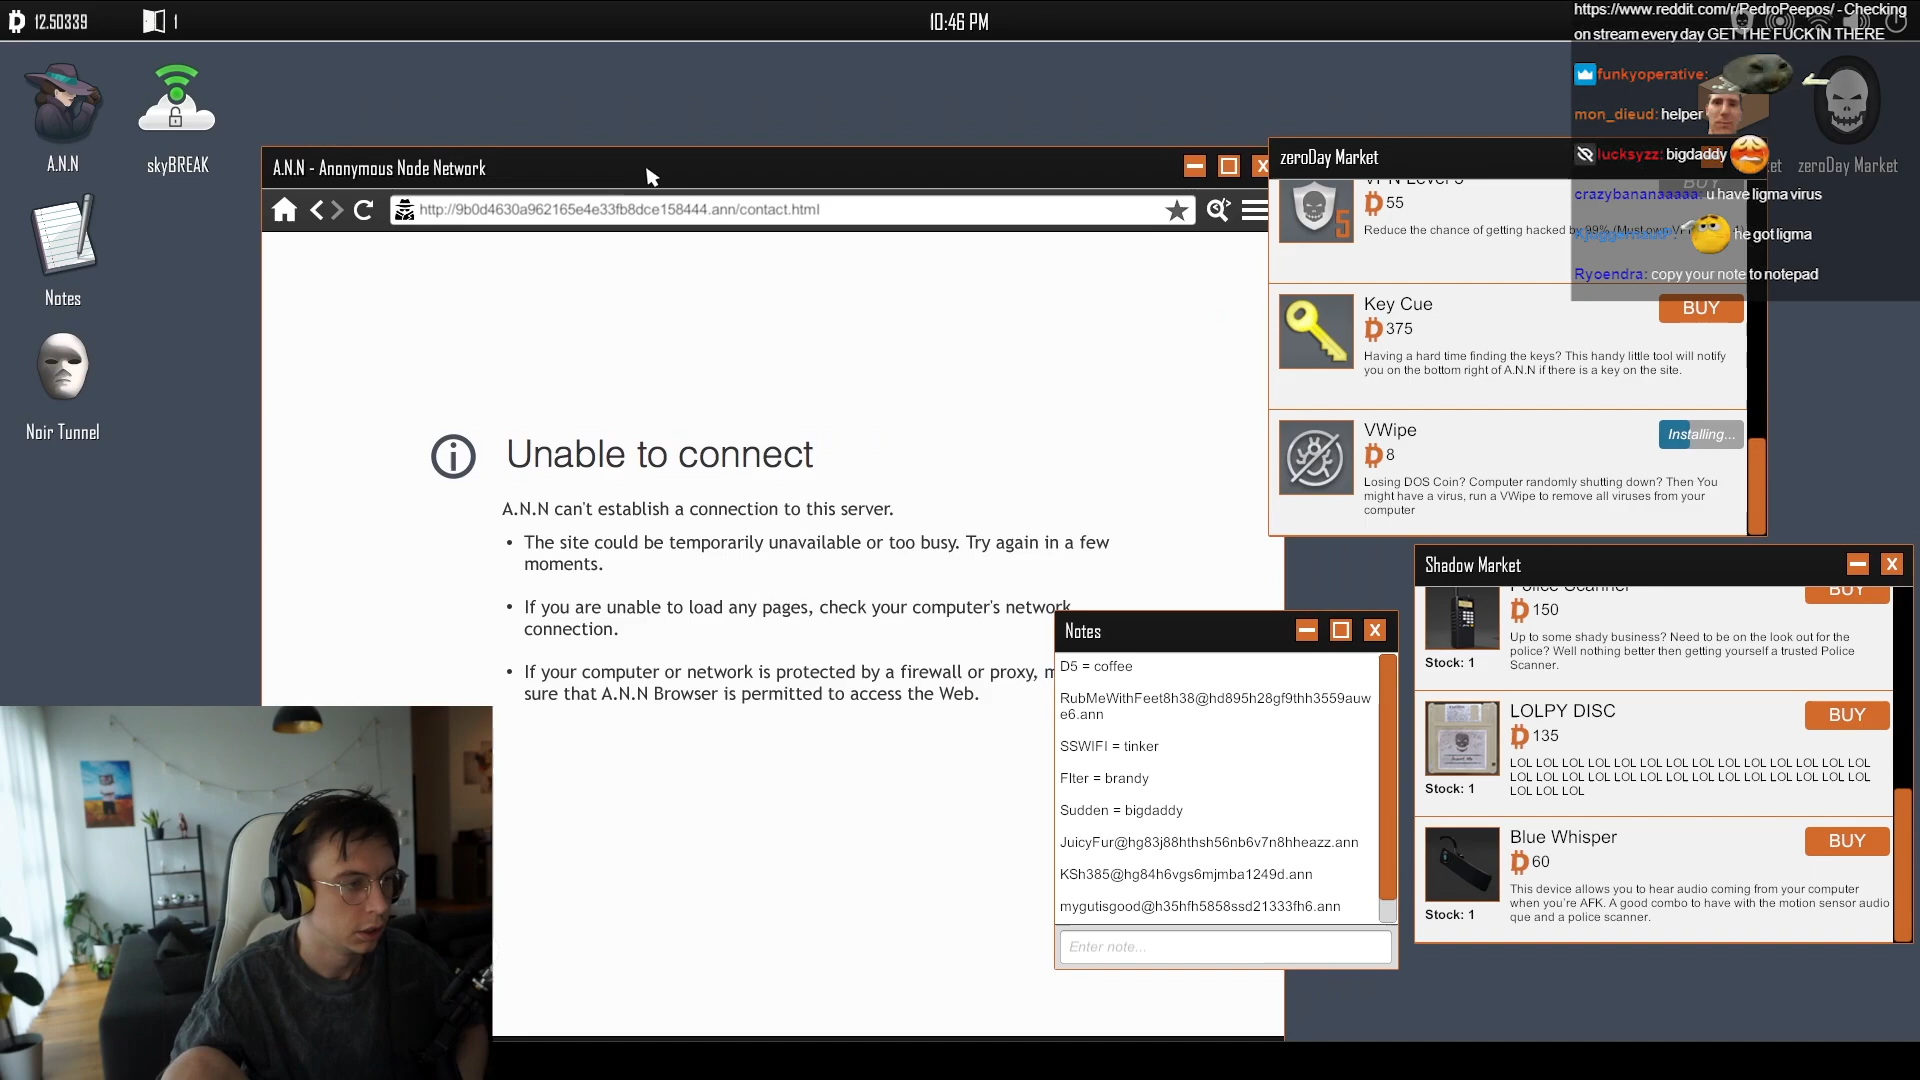 12.50339
1
10:46 PM
https://www.reddit.com/r/PedroPeepos/ - Checking
on stream every day GET THE FUCK IN THERE
funkyoperative:
mon_dieud: helper
lucksyzz: bigdaddy
crazybananaaaaa: u have ligma virus
he got ligma
Ryoendra: copy your note to notepad
A.N.N
skyBREAK
Notes
Noir Tunnel
zeroDay Market
A.N.N - Anonymous Node Network
X
http://9b0d4630a962165e4e33fb8dce158444.ann/contact.html
Unable to connect
A.N.N can't establish a connection to this server.
• The site could be temporarily unavailable or too busy. Try again in a few
moments.
• If you are unable to load any pages, check your computer's network
connection.
• If your computer or network is protected by a firewall or proxy, m
sure that A.N.N Browser is permitted to access the Web.
zeroDay Market
BUY
5
55
Reduce the chance of getting hacked by 99% (Must own
Key Cue
375
BUY
Having a hard time finding the keys? This handy little tool will notify
you on the bottom right of A.N.N if there is a key on the site.
VWipe
8
Installing...
Losing DOS Coin? Computer randomly shutting down? Then You
might have a virus, run a VWipe to remove all viruses from your
computer
Notes
X
D5 = coffee
RubMeWithFeet8h38@hd895h28gf9thh3559auw
e6.ann
SSWIFI = tinker
FIter = brandy
Sudden = bigdaddy
JuicyFur@hg83j88hthsh56nb6v7n8hheazz.ann
KSh385@hg84h6vgs6mjmba1249d.ann
mygutisgood@h35hfh5858ssd21333fh6.ann
Enter note...
Shadow Market
X
Police Scanner
BUY
150
Up to some shady business? Need to be on the look out for the
police? Well nothing better then getting yourself a trusted Police
Scanner.
Stock: 1
LOLPY DISC
BUY
135
LOL LOL LOL LOL LOL LOL LOL LOL LOL LOL LOL LOL LOL LOL
LOL LOL LOL LOL LOL LOL LOL LOL LOL LOL LOL LOL LOL LOL
LOL LOL LOL
Stock: 1
Blue Whisper
BUY
60
This device allows you to hear audio coming from your computer
when you're AFK. A good combo to have with the motion sensor audio
que and a police scanner.
Stock: 1